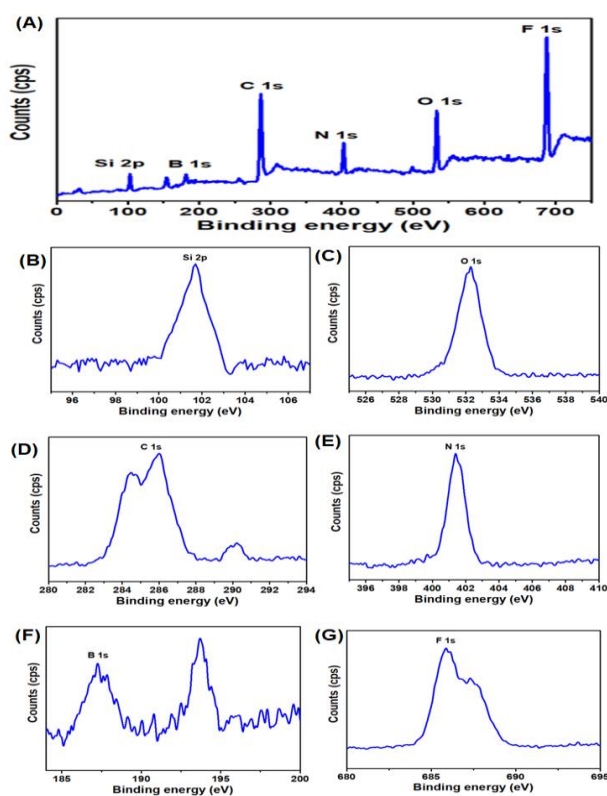 (A)
F 1s
C 1s
O 1s
N 1s
Si 2p
B 1s
Counts (cps)
0 100 200 300 400 500 600 700
Binding energy (eV)
(B)
Si 2p
Counts (cps)
96 98 100 102 104 106
Binding energy (eV)
(C)
O 1s
Counts (cps)
526 528 530 532 534 536 538 540
Binding energy (eV)
(D)
C 1s
Counts (cps)
280 282 284 286 288 290 292 294
Binding energy (eV)
(E)
N 1s
Counts (cps)
396 398 400 402 404 406 408 410
Binding energy (eV)
(F)
B 1s
Counts (cps)
185 190 195 200
Binding energy (eV)
(G)
F 1s
Counts (cps)
680 685 690 695
Binding energy (eV)